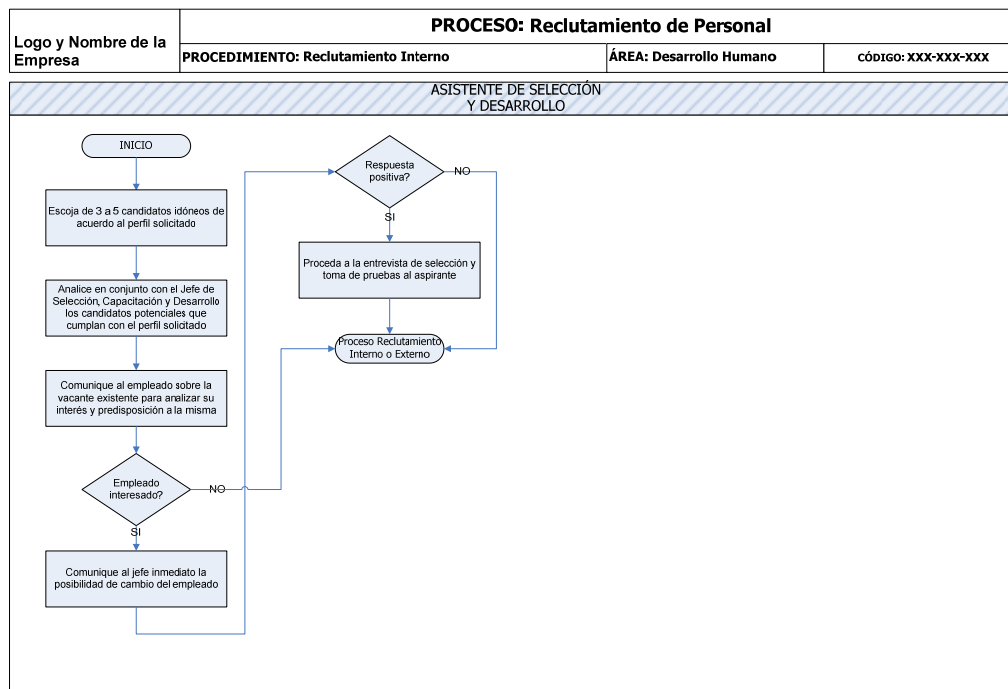 Logo y Nombre de la
Empresa
PROCESO: Reclutamiento de Personal
PROCEDIMIENTO: Reclutamiento Interno
ÁREA: Desarrollo Humano
CÓDIGO: XXX-XXX-XXX
ASISTENTE DE SELECCIÓN
Y DESARROLLO
INICIO
Escoja de 3 a 5 candidatos idóneos de
acuerdo al perfil solicitado
Analice en conjunto con el Jefe de
Selección, Capacitación y Desarrollo
los candidatos potenciales que
cumplan con el perfil solicitado
Comunique al empleado sobre la
vacante existente para analizar su
interés y predisposición a la misma
Empleado
interesado?
NO
SI
Comunique al jefe inmediato la
posibilidad de cambio del empleado
Respuesta
positiva?
NO
SI
Proceda a la entrevista de selección y
toma de pruebas al aspirante
Proceso Reclutamiento
Interno o Externo